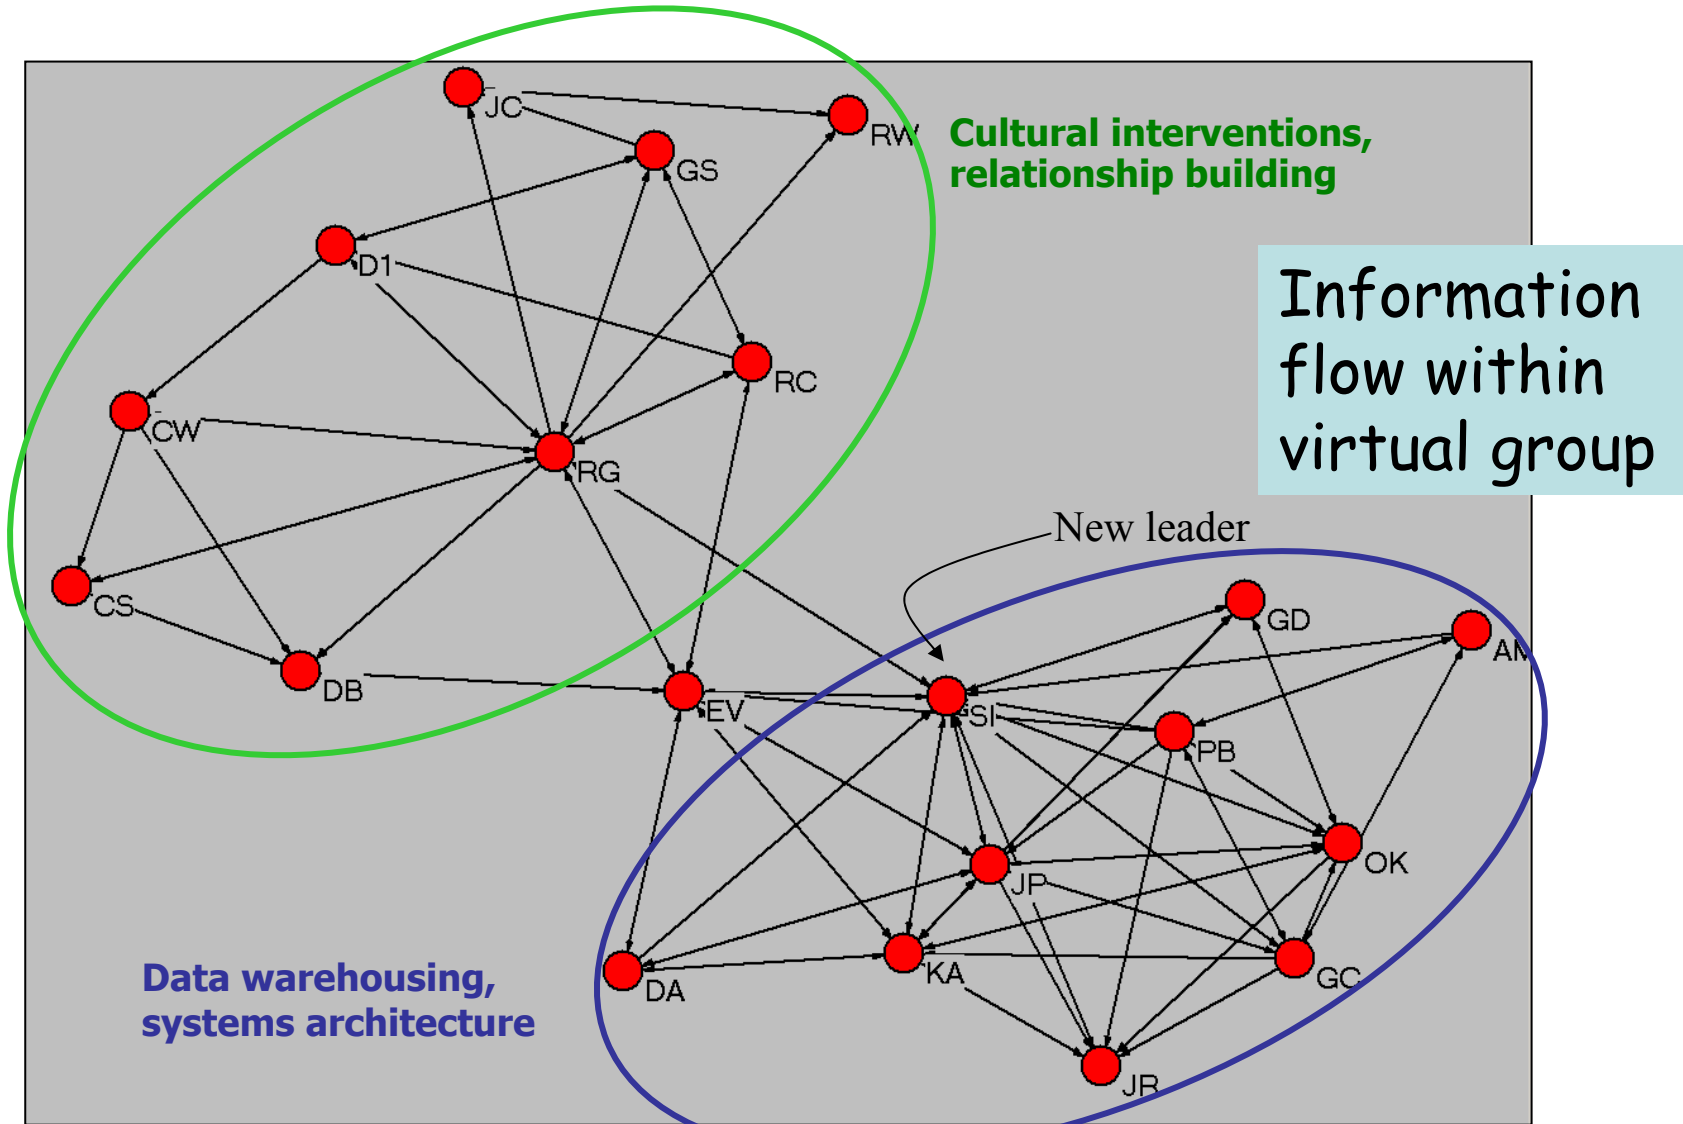 JC
RW
Cultural interventions,
relationship building
GS
D1
Information
flow within
virtual group
RC
CW
RG
New leader
CS
GD
AM
DB
EV
SI
PB
OK
JP
Data warehousing,
systems architecture
DA
KA
GC
JR